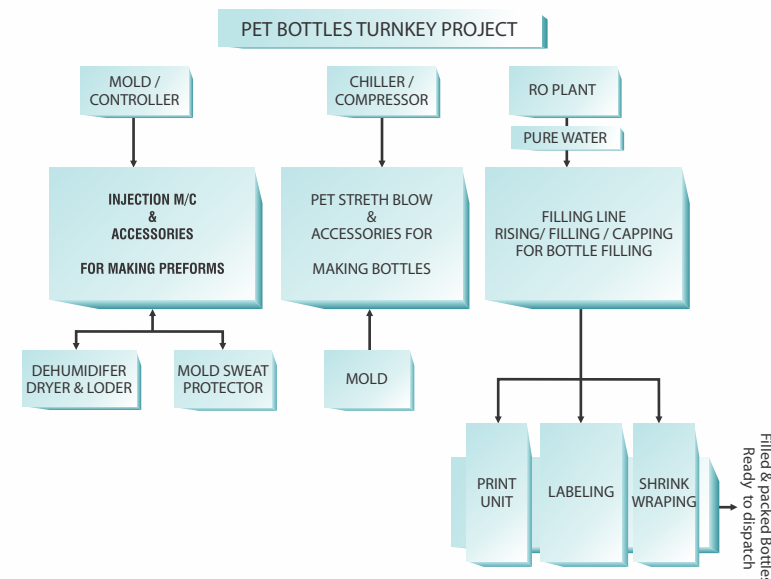 PET BOTTLES TURNKEY PROJECT
MOLD /
CONTROLLER
CHILLER /
COMPRESSOR
RO PLANT
PURE WATER
INJECTION M/C
&
ACCESSORIES
FOR MAKING PREFORMS
PET STRETH BLOW
&
ACCESSORIES FOR
MAKING BOTTLES
FILLING LINE
RISING/ FILLING / CAPPING
FOR BOTTLE FILLING
DEHUMIDIFER
DRYER & LODER
MOLD SWEAT
PROTECTOR
MOLD
PRINT
UNIT
LABELING
SHRINK
WRAPING
Filled & packed Bottles
Ready to dispatch